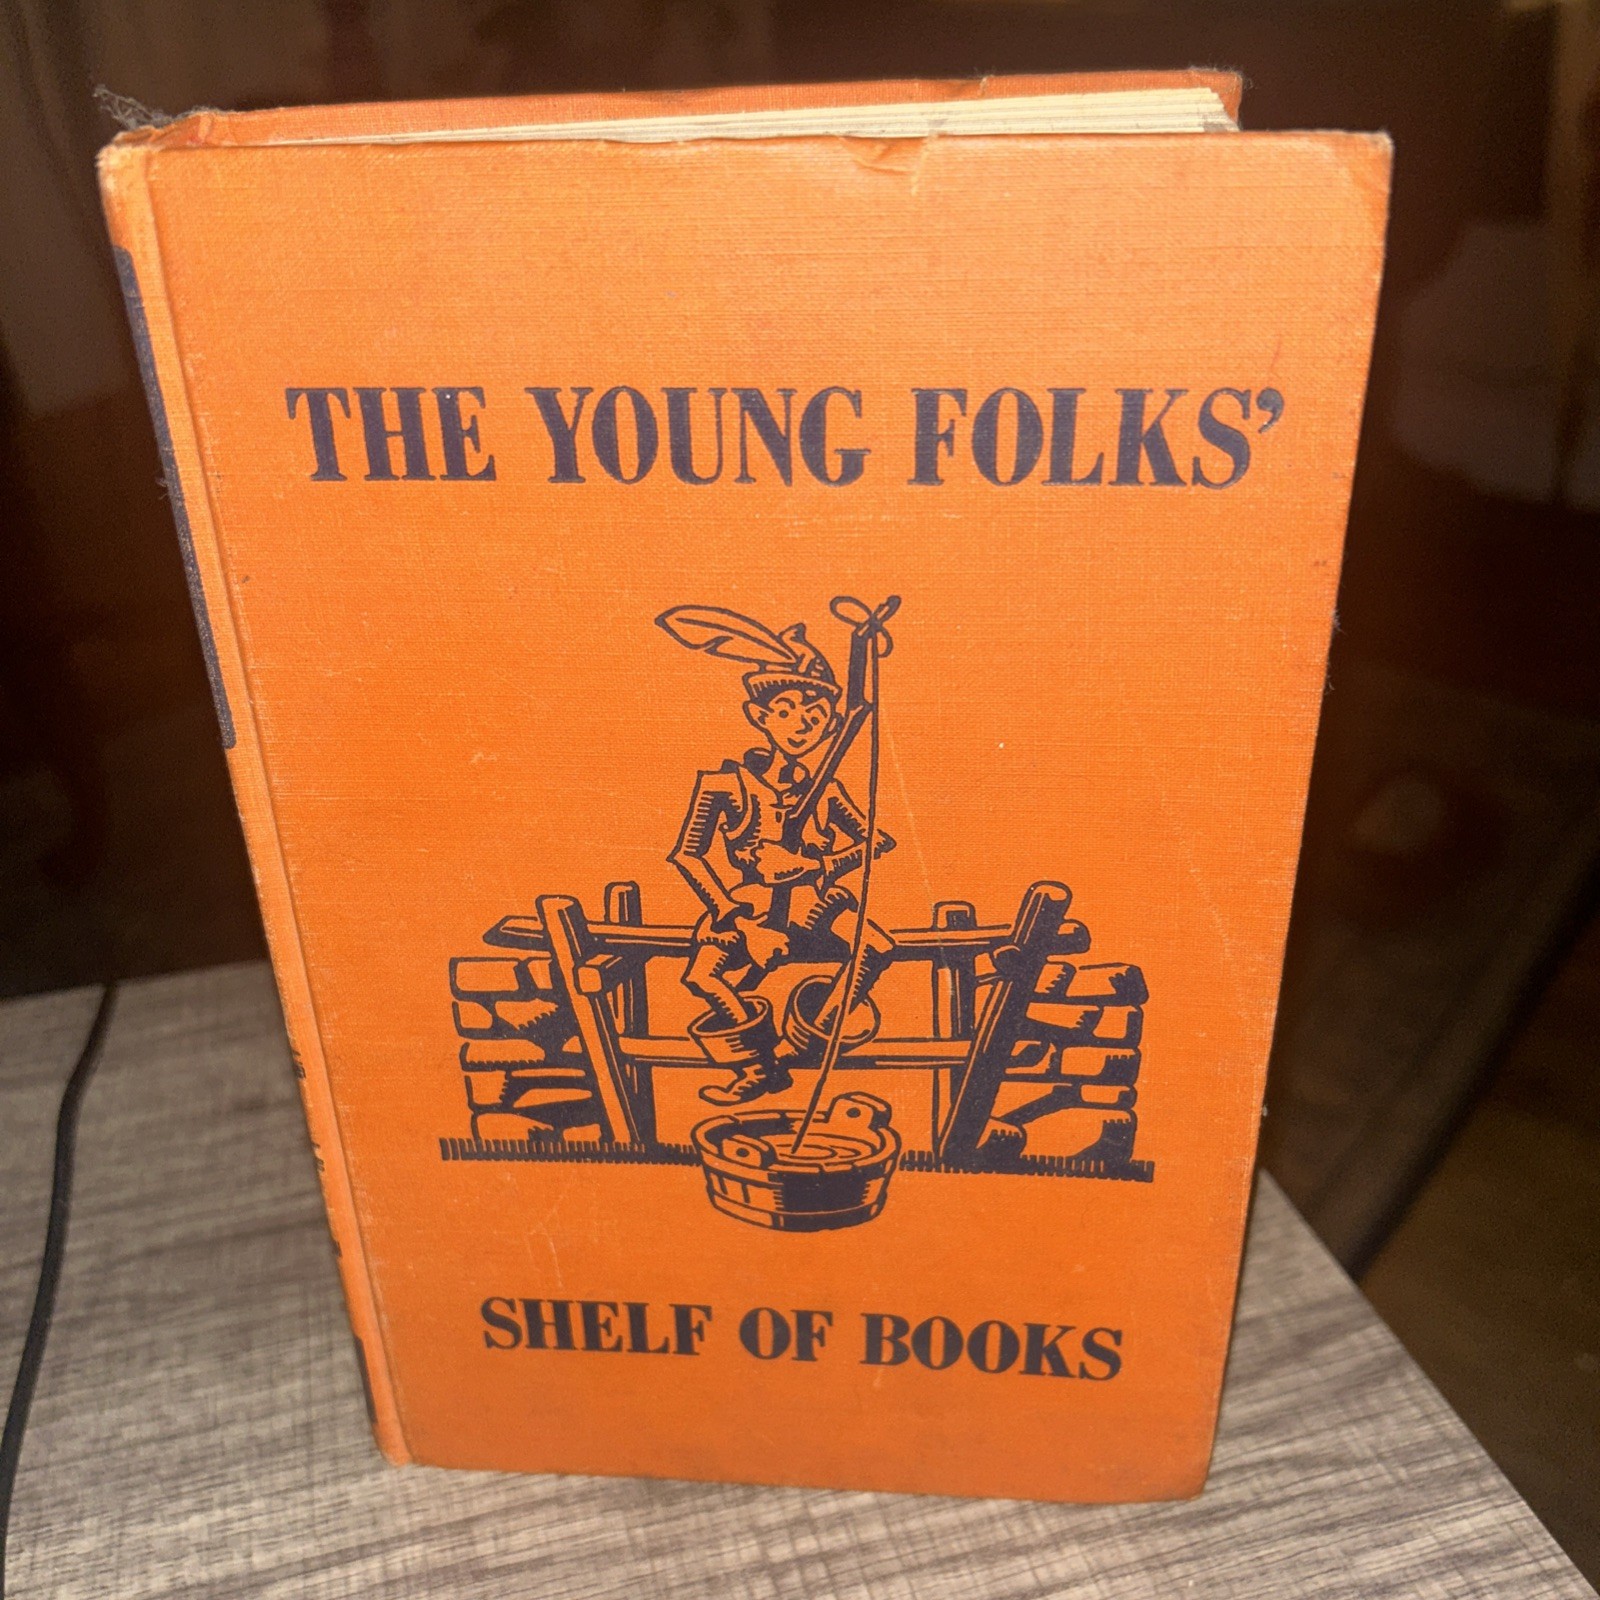 THE YOUNG FOLKS’
SHELF OF BOOKS